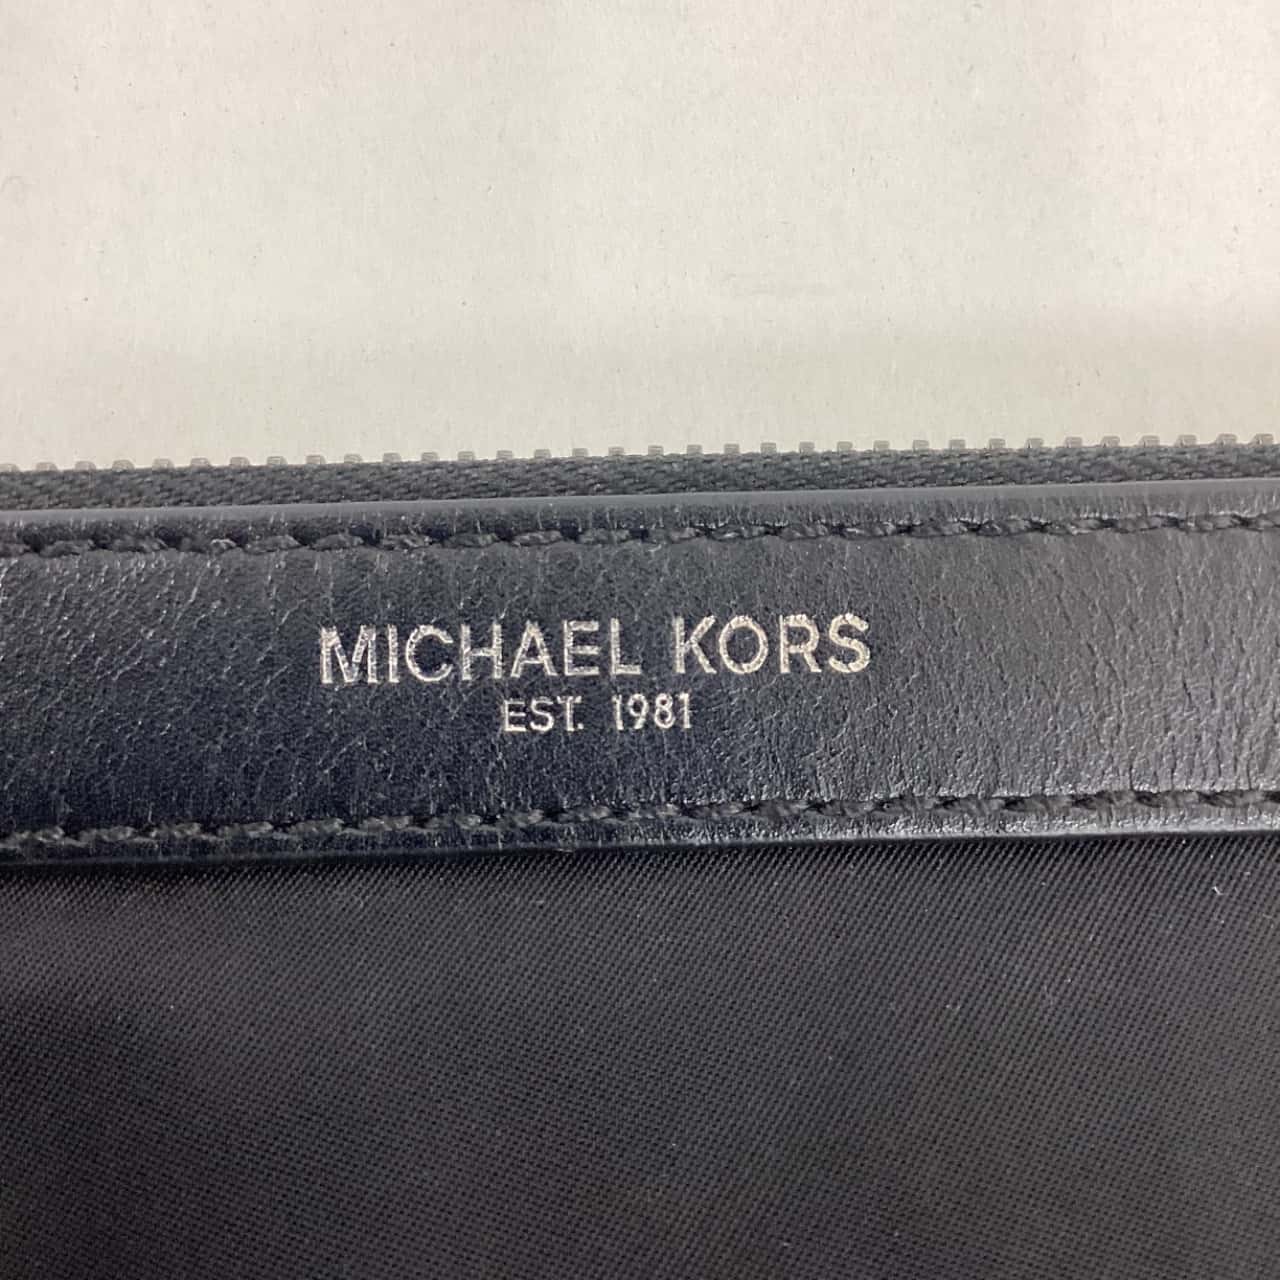 MICHAEL KORS
EST. 1981